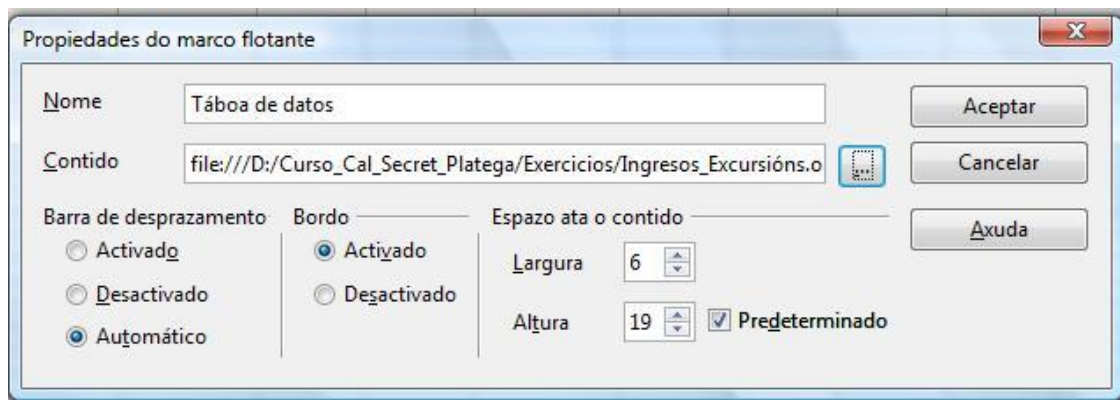 Propiedades do marco flotante
Nome Táboa de datos Aceptar
Contido file:///D:/Curso_Cal_Secret_Platega/Exercicios/Ingresos_Excursións.o ... Cancelar
Barra de desprazamento Bordo Espazo ata o contido Axuda
Activado Activado Largura 6
Desactivado Desactivado
Automático Altura 19 Predeterminado